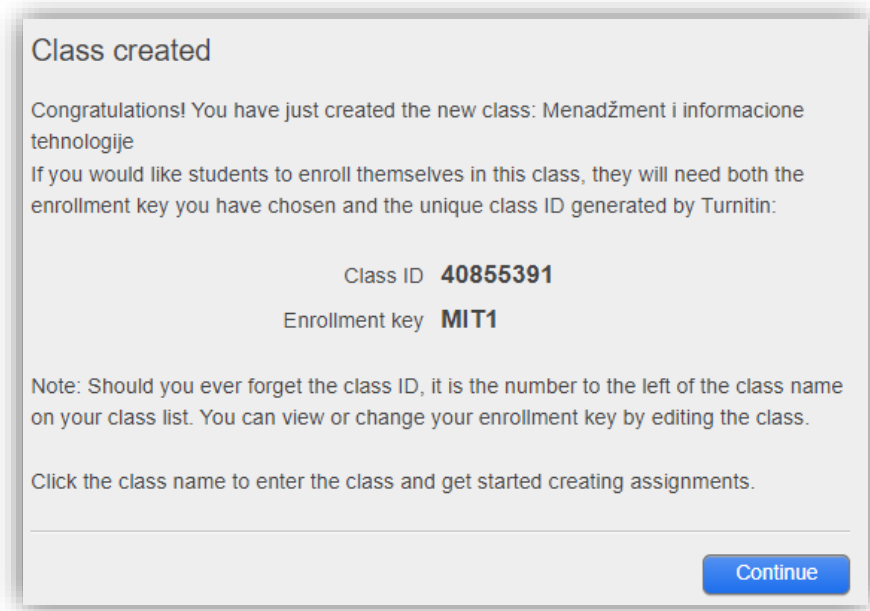 Class created
Congratulations! You have just created the new class: Menadžment i informacione
tehnologije
If you would like students to enroll themselves in this class, they will need both the
enrollment key you have chosen and the unique class ID generated by Turnitin:
Class ID 40855391
Enrollment key MIT1
Note: Should you ever forget the class ID, it is the number to the left of the class name
on your class list. You can view or change your enrollment key by editing the class.
Click the class name to enter the class and get started creating assignments.
Continue